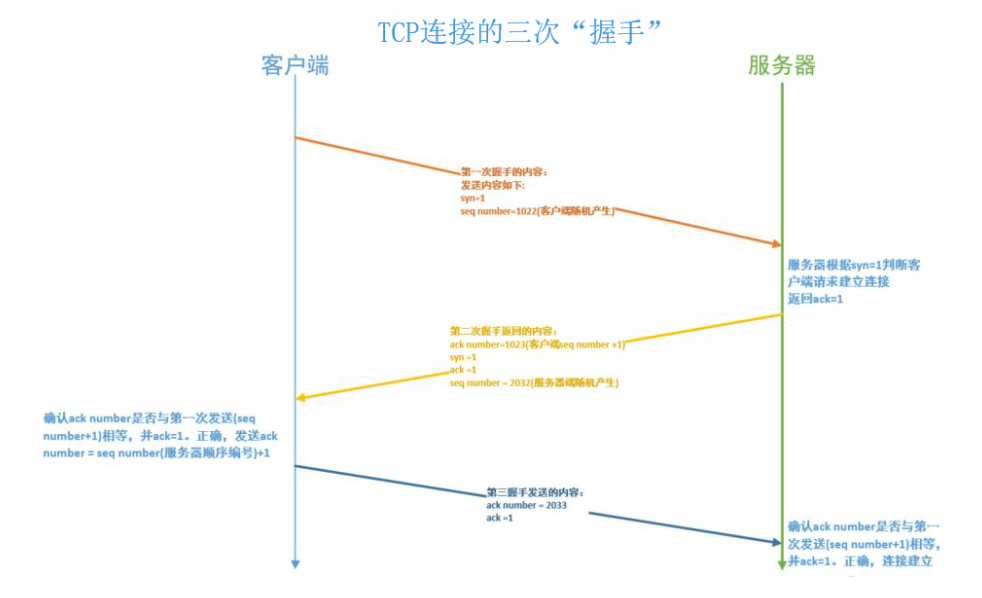 TCP连接的三次“握手”
客户端
服务器
第一次握手的内容：
发送内容如下:
syn=1
seq number=1022(客户端随机产生)
服务器根据syn=1判断客
户端请求建立连接
返回ack=1
第二次握手返回的内容：
ack number=1023(客户端seq number +1)
syn =1
ack =1
seq number = 2032(服务器端随机产生)
确认ack number是否与第一次发送(seq
number+1)相等，并ack=1。正确，发送ack
number = seq number(服务器顺序编号)+1
第三握手发送的内容：
ack number = 2033
ack =1
确认ack number是否与第一
次发送(seq number+1)相等，
并ack=1。正确，连接建立